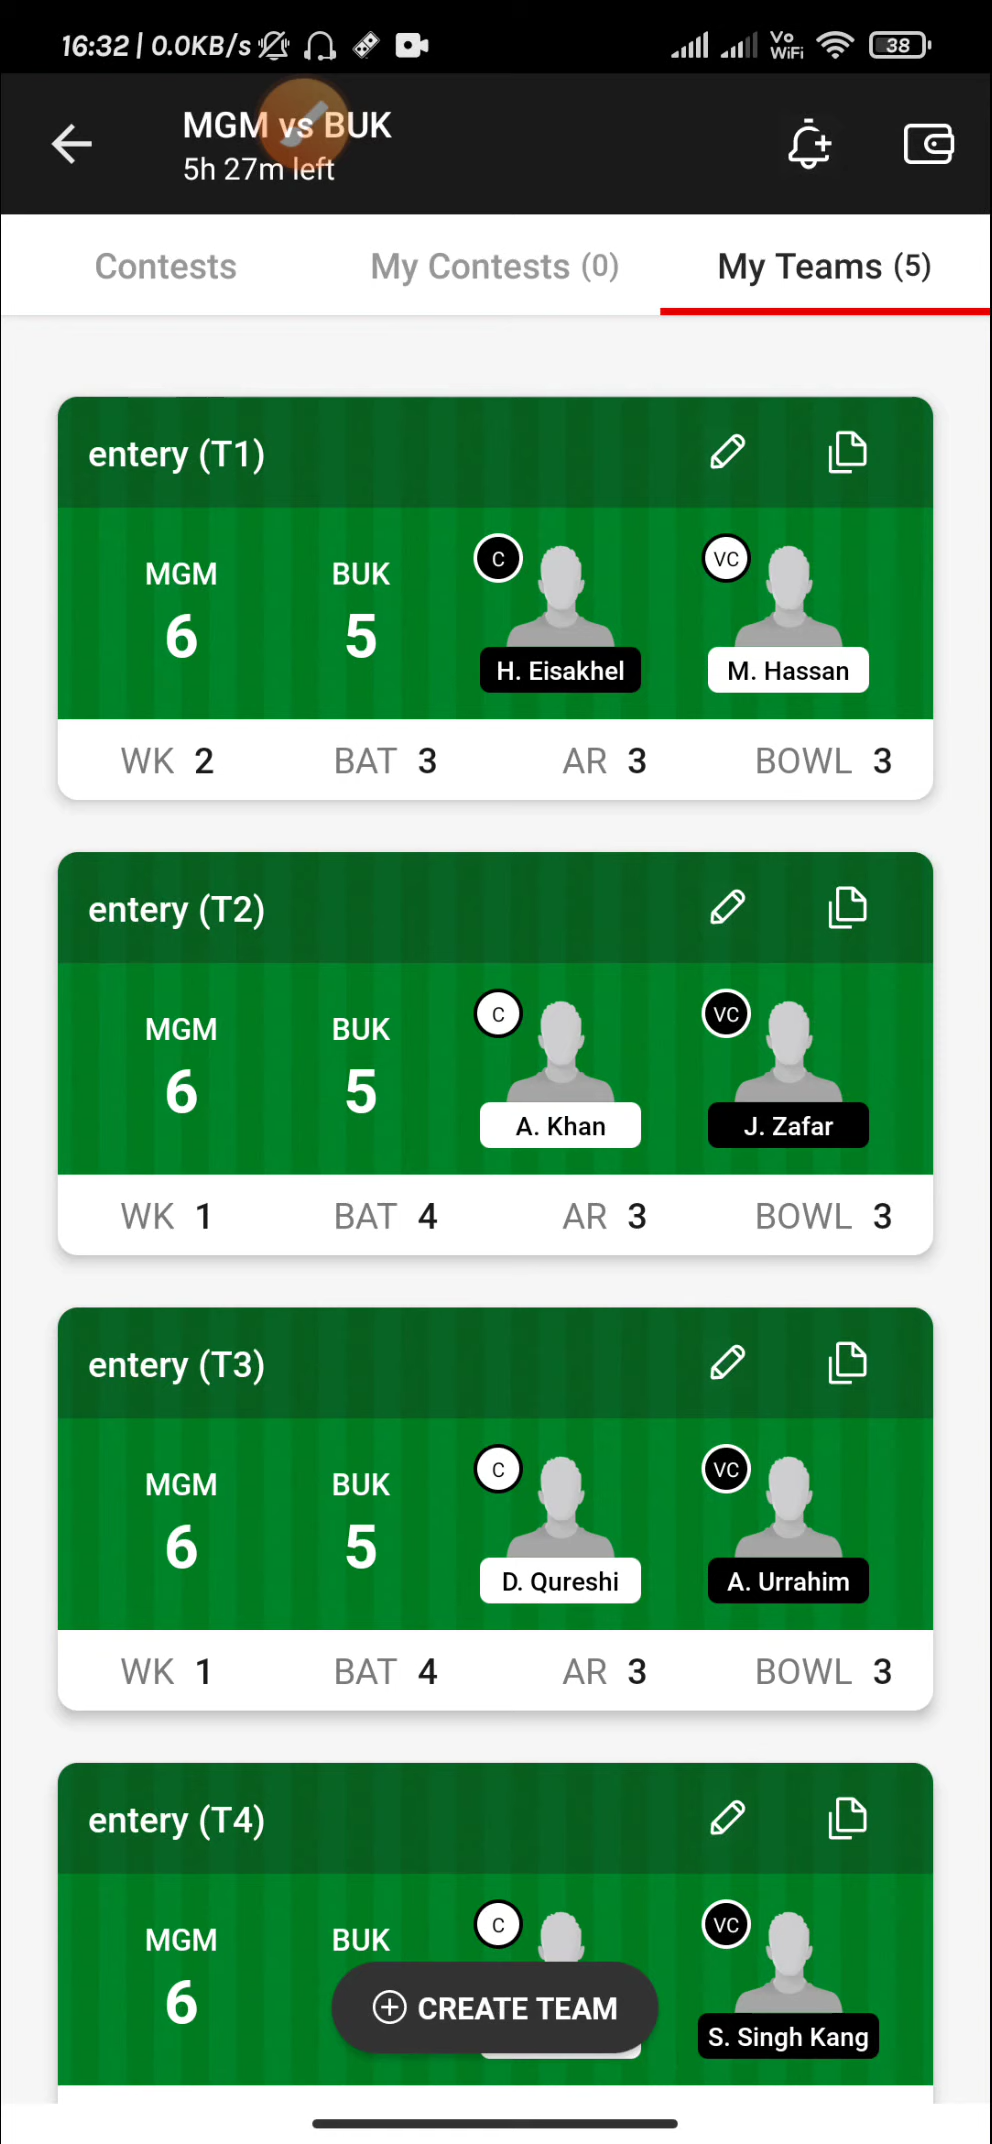 16:32 | 0.0KB/s Vo WiFi 38
MGM vs BUK
5h 27m left
Contests My Contests (0) My Teams (5)
entery (T1)
MGM BUK C VC
6 5
H. Eisakhel M. Hassan
WK 2 BAT 3 AR 3 BOWL 3
entery (T2)
MGM BUK C VC
6 5
A. Khan J. Zafar
WK 1 BAT 4 AR 3 BOWL 3
entery (T3)
MGM BUK C VC
6 5
D. Qureshi A. Urrahim
WK 1 BAT 4 AR 3 BOWL 3
entery (T4)
MGM BUK C VC
6
CREATE TEAM
S. Singh Kang